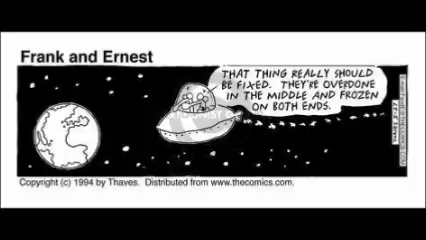 Frank and Ernest
THAT THING REALLY SHOULD
BE FIXED. THEY'RE OVERDONE
IN THE MIDDLE AND FROZEN
ON BOTH ENDS.
Copyright (c) 1994 by Thaves. Distributed from www.thecomics.com.